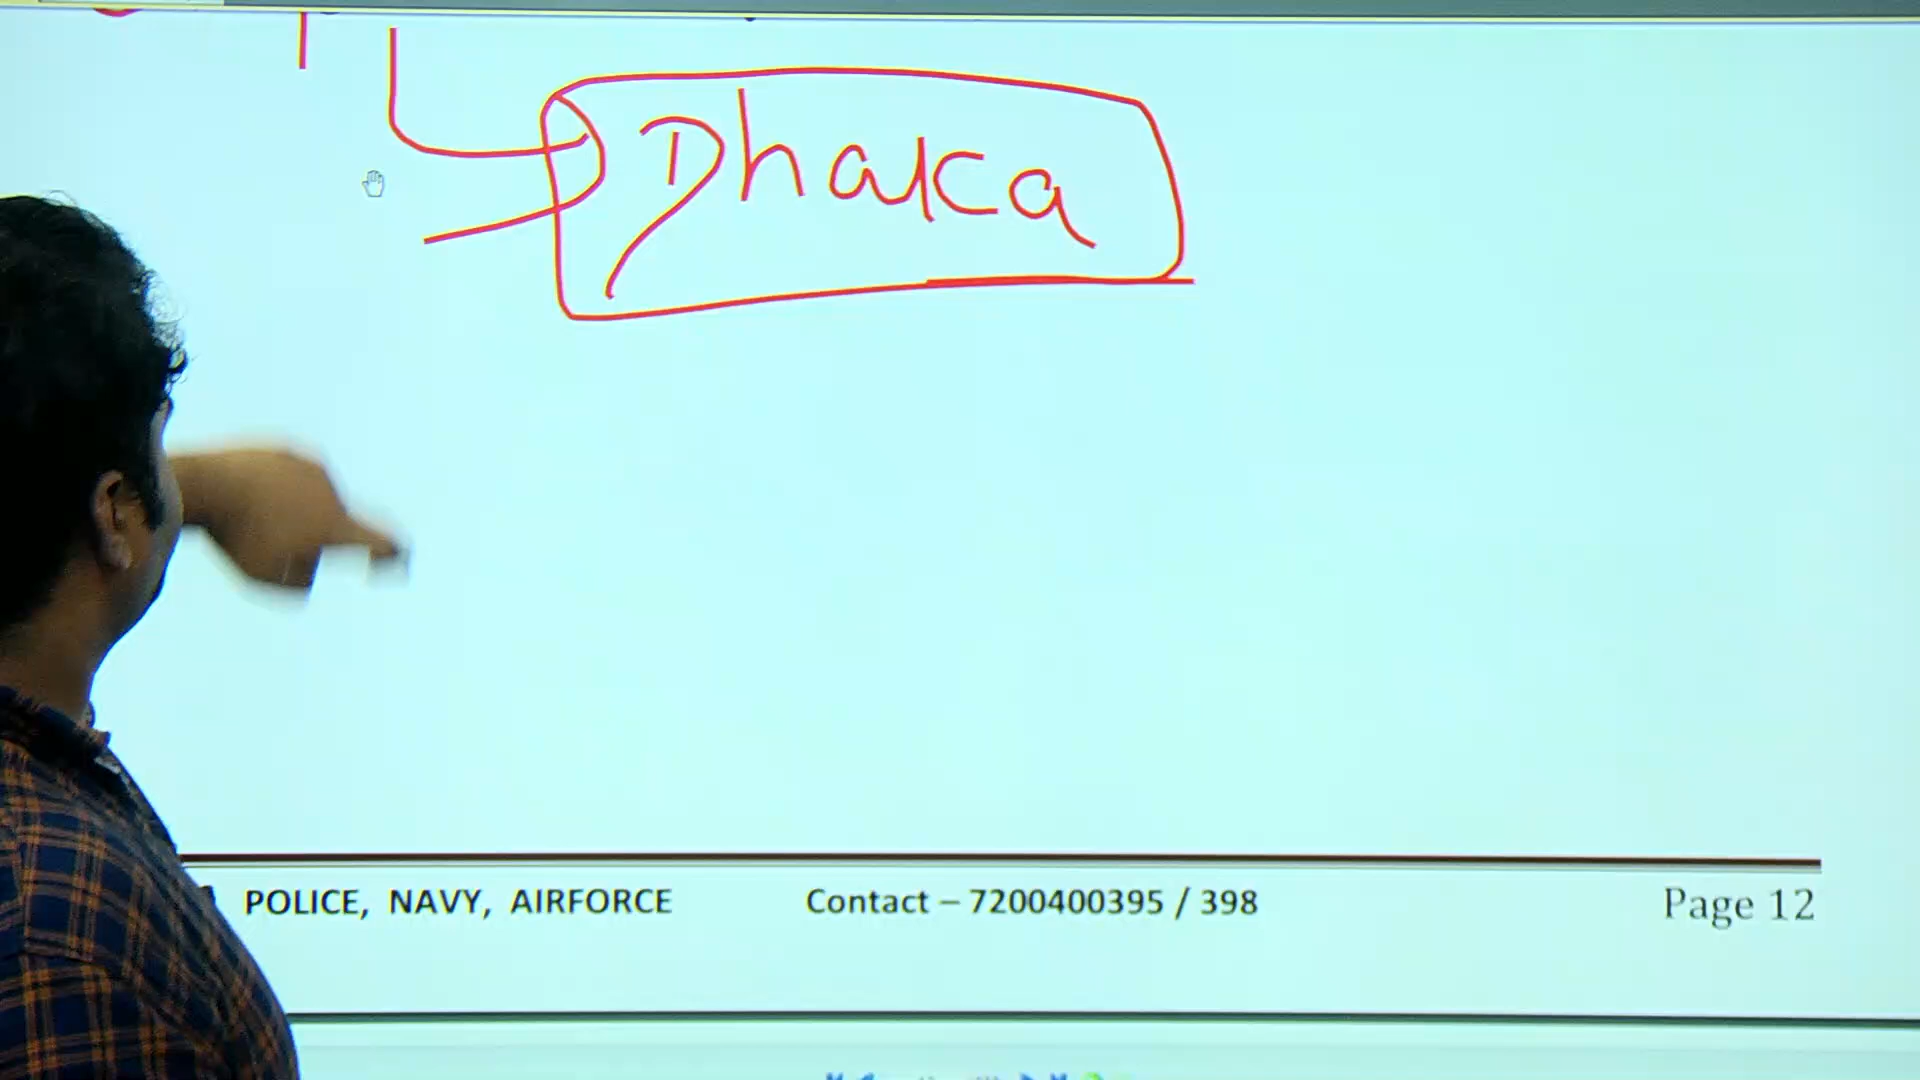 Dhaka
POLICE, NAVY, AIRFORCE Contact – 7200400395 / 398 Page 12